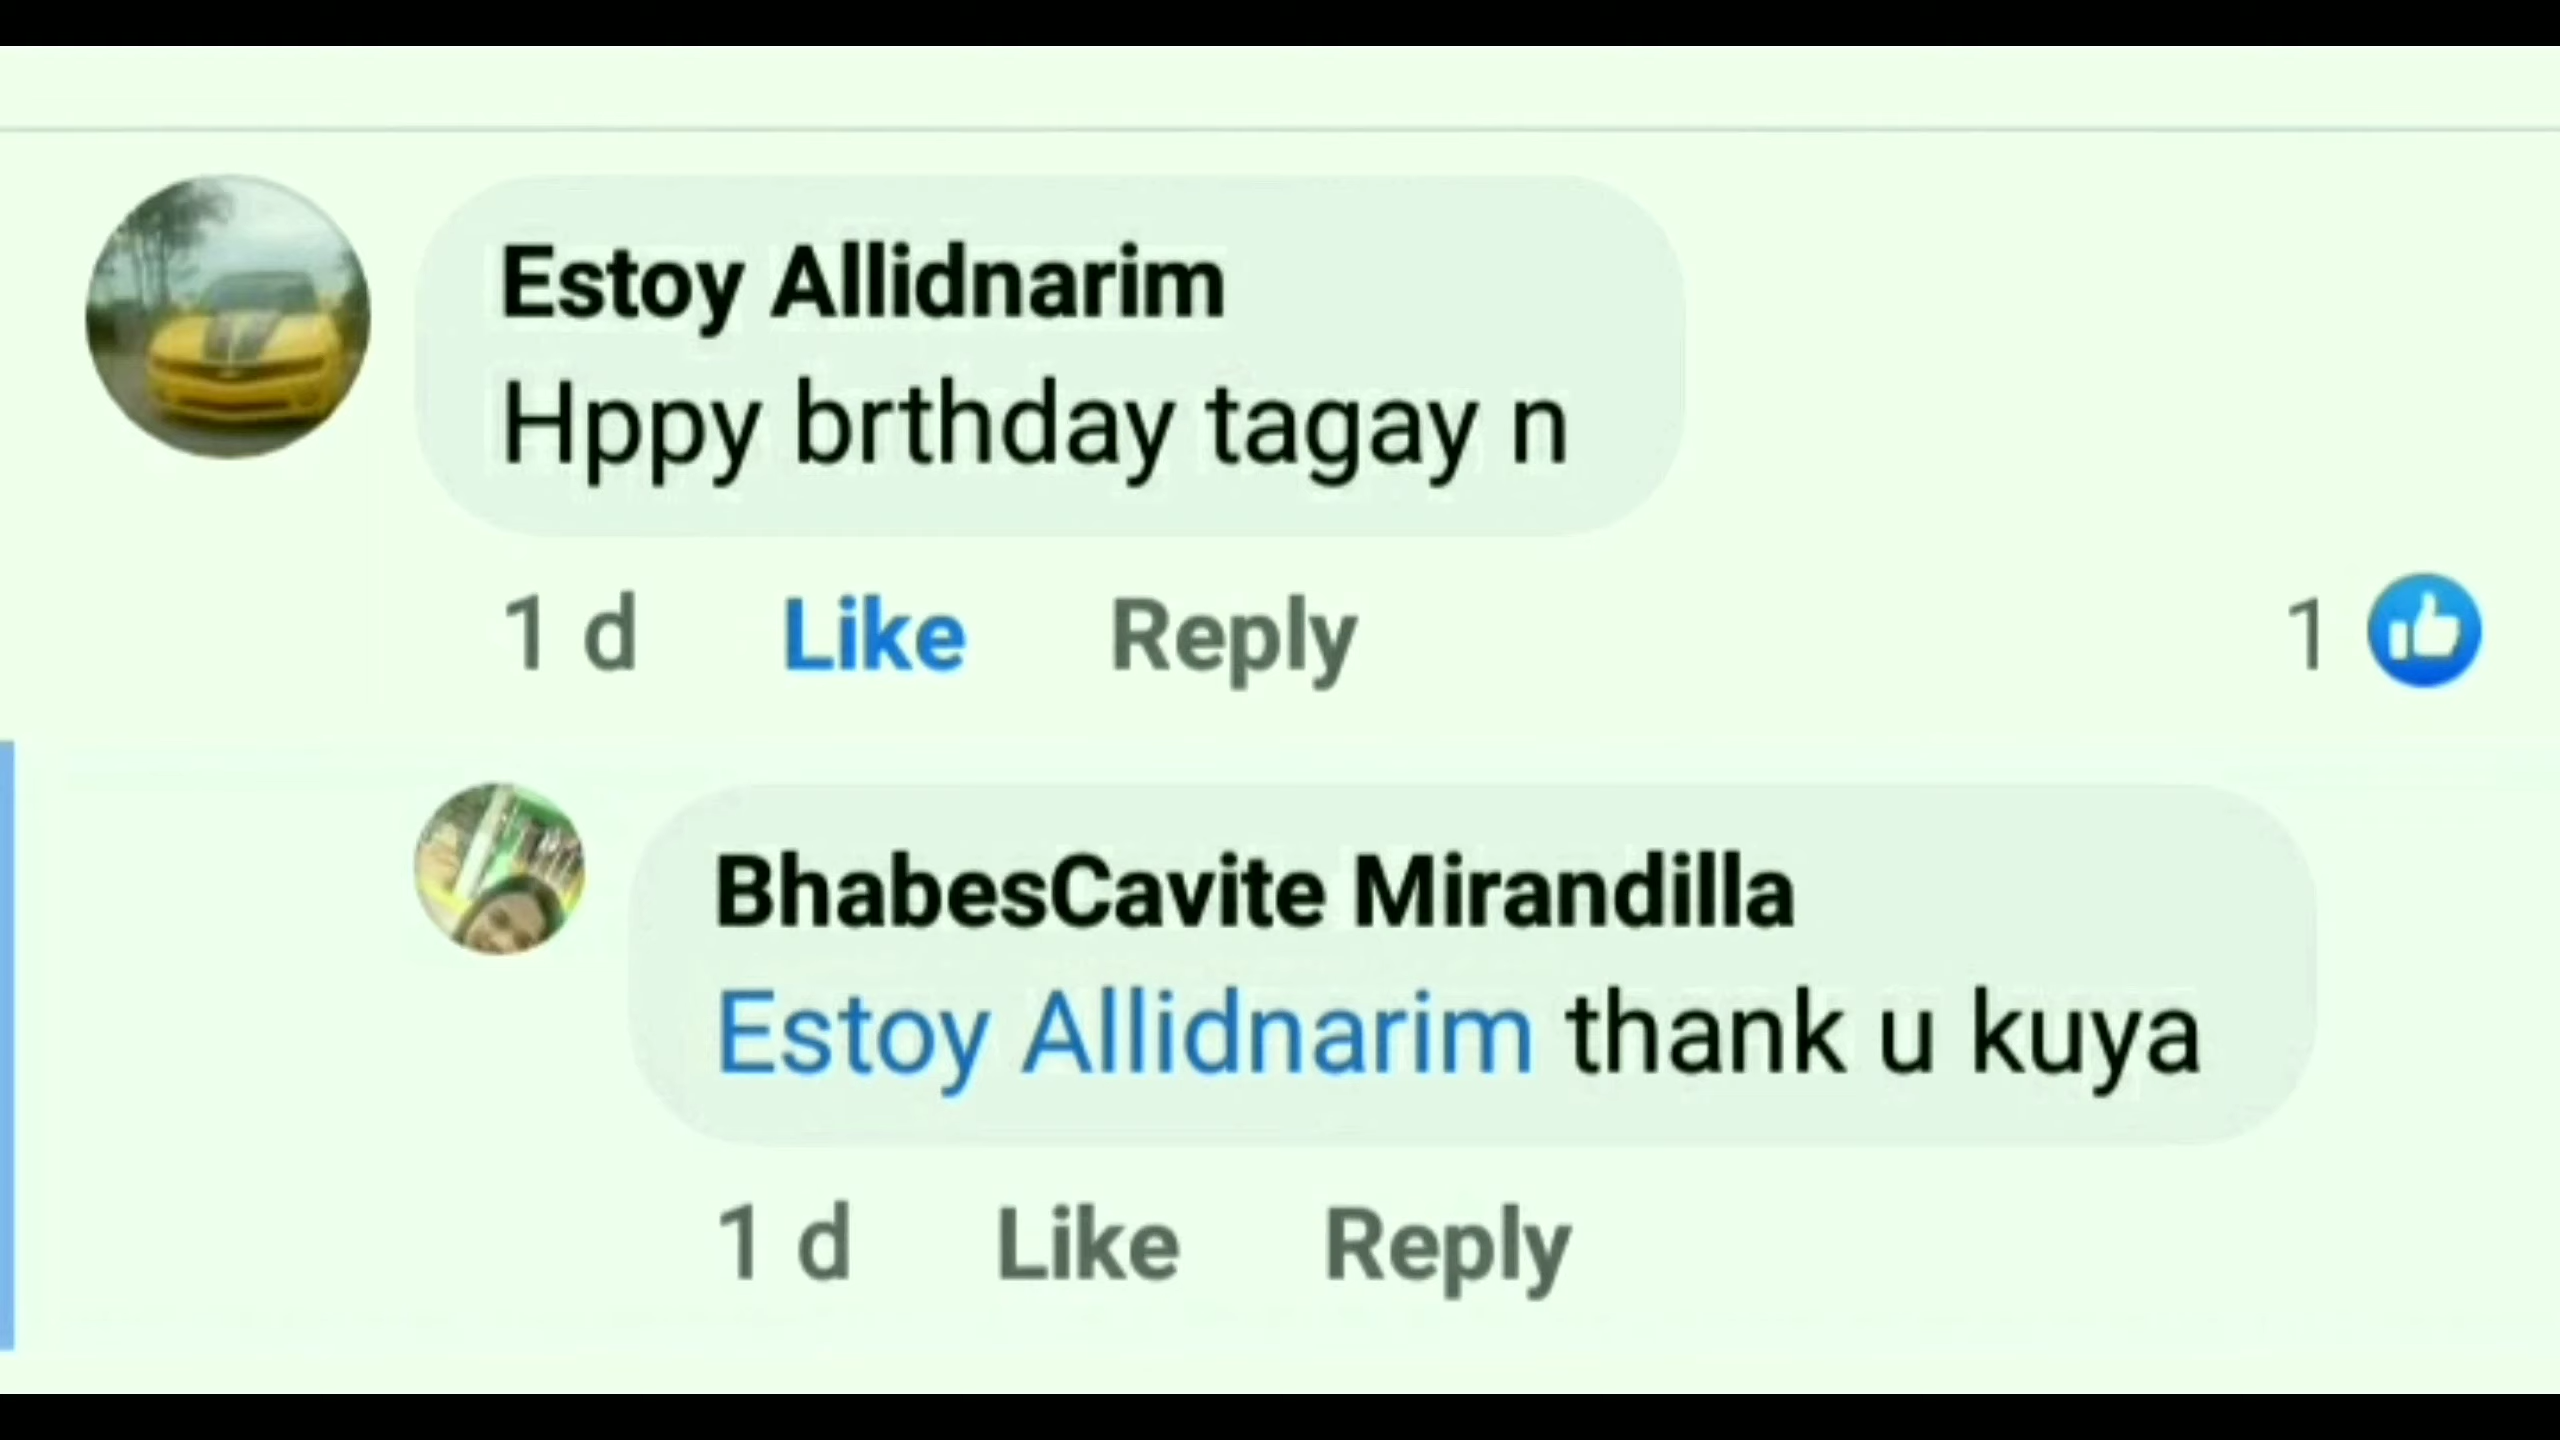 Estoy Allidnarim
Hppy brthday tagay n
1 d Like Reply 1
BhabesCavite Mirandilla
Estoy Allidnarim thank u kuya
1 d Like Reply